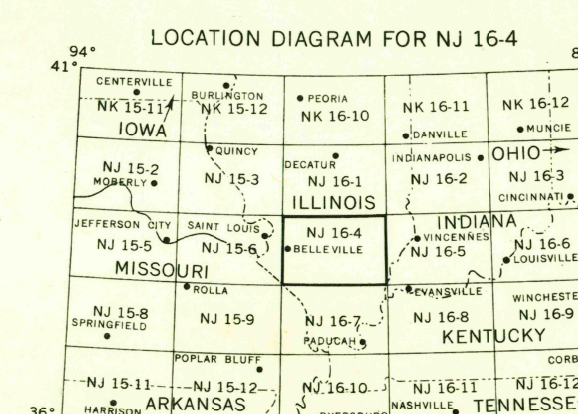 LOCATION DIAGRAM FOR NJ 16-4
94°
41°
CENTERVILLE
NK 15-11
IOWA
BURLINGTON
NK 15-12
PEORIA
NK 16-10
NK 16-11
DANVILLE
NK 16-12
MUNCIE
NJ 15-2
MOBERLY
QUINCY
NJ 15-3
DECATUR
NJ 16-1
ILLINOIS
INDIANAPOLIS
NJ 16-2
OHIO
NJ 16-3
CINCINNATI
JEFFERSON CITY
NJ 15-5
MISSOURI
SAINT LOUIS
NJ 15-6
NJ 16-4
BELLEVILLE
INDIANA
VINCENNES
NJ 16-5
NJ 16-6
LOUISVILLE
NJ 15-8
SPRINGFIELD
ROLLA
NJ 15-9
NJ 16-7
PADUCAH
EVANSVILLE
NJ 16-8
KENTUCKY
WINCHESTE
NJ 16-9
POPLAR BLUFF
CORB
36°
NJ 15-11
HARRISON
ARKANSAS
NJ 15-12
NJ 16-10
DYERSBURG
NJ 16-11
NASHVILLE
NJ 16-12
TENNESSE